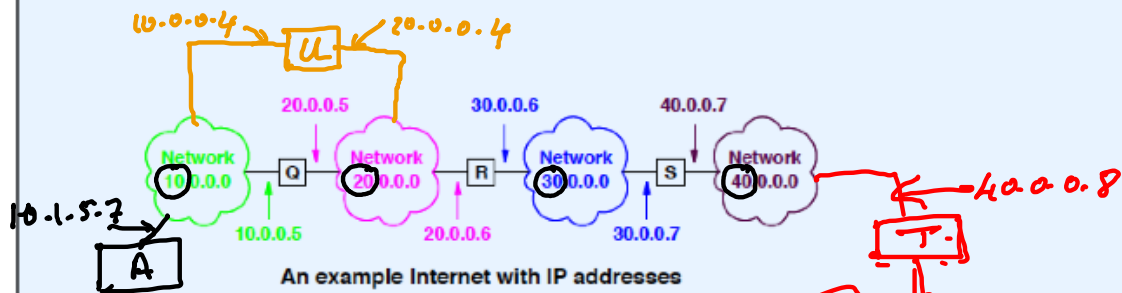 10.0.0.4
U
20.0.0.4
20.0.0.5
30.0.0.6
40.0.0.7
Network
10.0.0.0
Q
Network
20.0.0.0
R
Network
30.0.0.0
S
Network
40.0.0.0
40.0.0.8
10.1.5.7
10.0.0.5
20.0.0.6
30.0.0.7
T
A
An example Internet with IP addresses